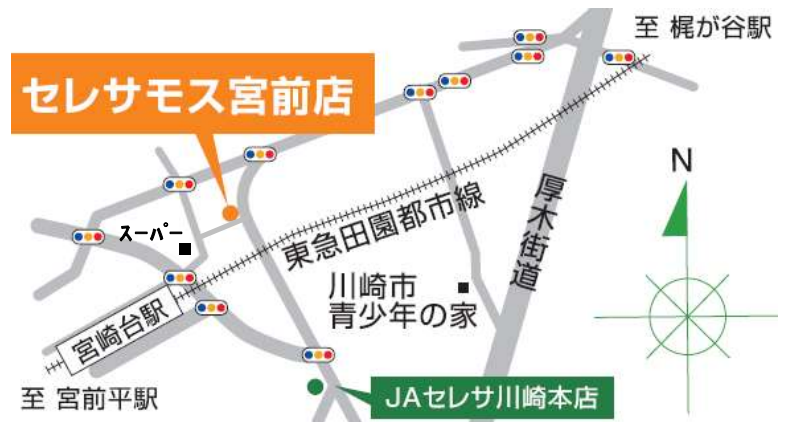 至 梶が谷駅
セレサモス宮前店
N
スーパー
東急田園都市線
厚木街道
川崎市
青少年の家
宮崎台駅
至 宮前平駅
JAセレサ川崎本店